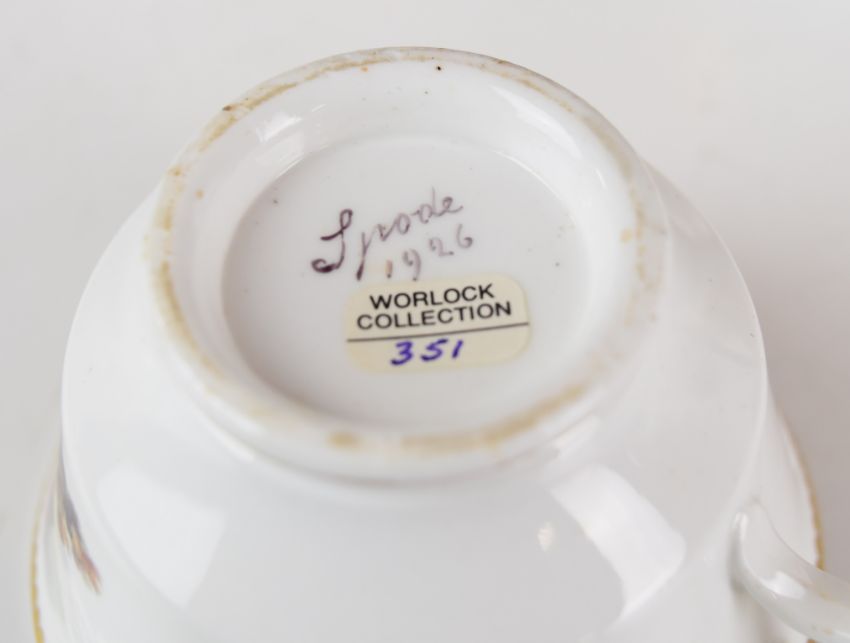 Spode
1926
WORLOCK
COLLECTION
351